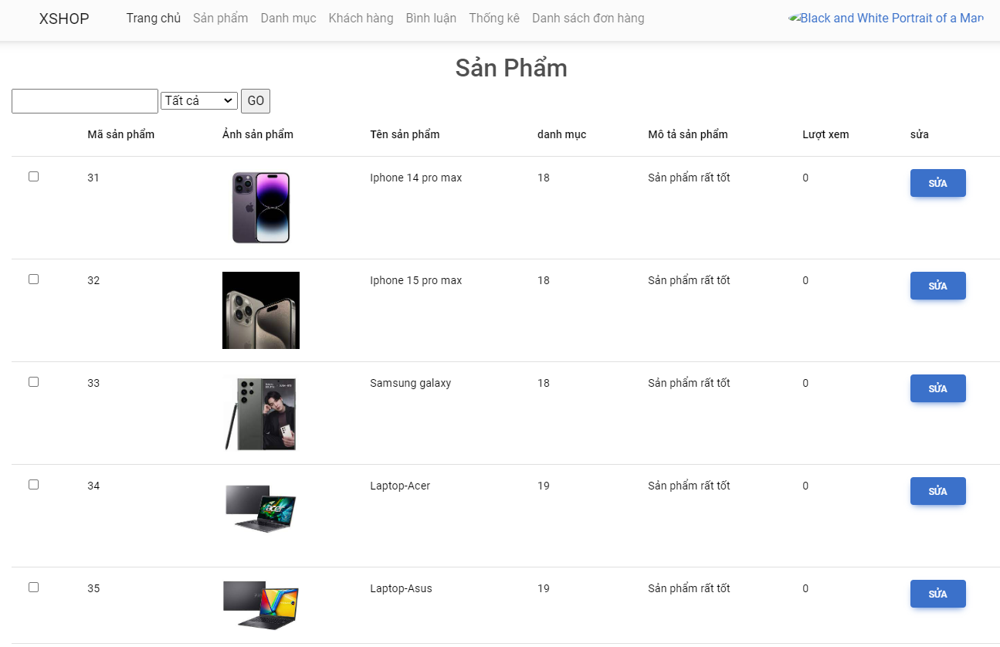 XSHOP Trang chủ Sản phẩm Danh mục Khách hàng Bình luận Thống kê Danh sách đơn hàng Black and White Portrait of a Man
Sản Phẩm
Tất cả GO
Mã sản phẩm Ảnh sản phẩm Tên sản phẩm danh mục Mô tả sản phẩm Lượt xem sửa
31 Iphone 14 pro max 18 Sản phẩm rất tốt 0 SỬA
32 Iphone 15 pro max 18 Sản phẩm rất tốt 0 SỬA
33 Samsung galaxy 18 Sản phẩm rất tốt 0 SỬA
34 acer Laptop-Acer 19 Sản phẩm rất tốt 0 SỬA
35 Laptop-Asus 19 Sản phẩm rất tốt 0 SỬA